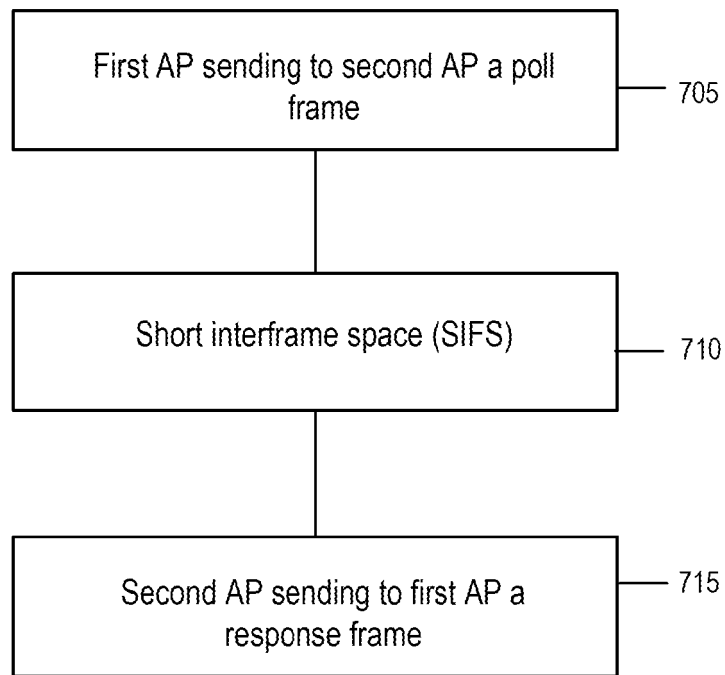 First AP sending to second AP a poll
frame
705
Short interframe space (SIFS)
710
Second AP sending to first AP a
response frame
715